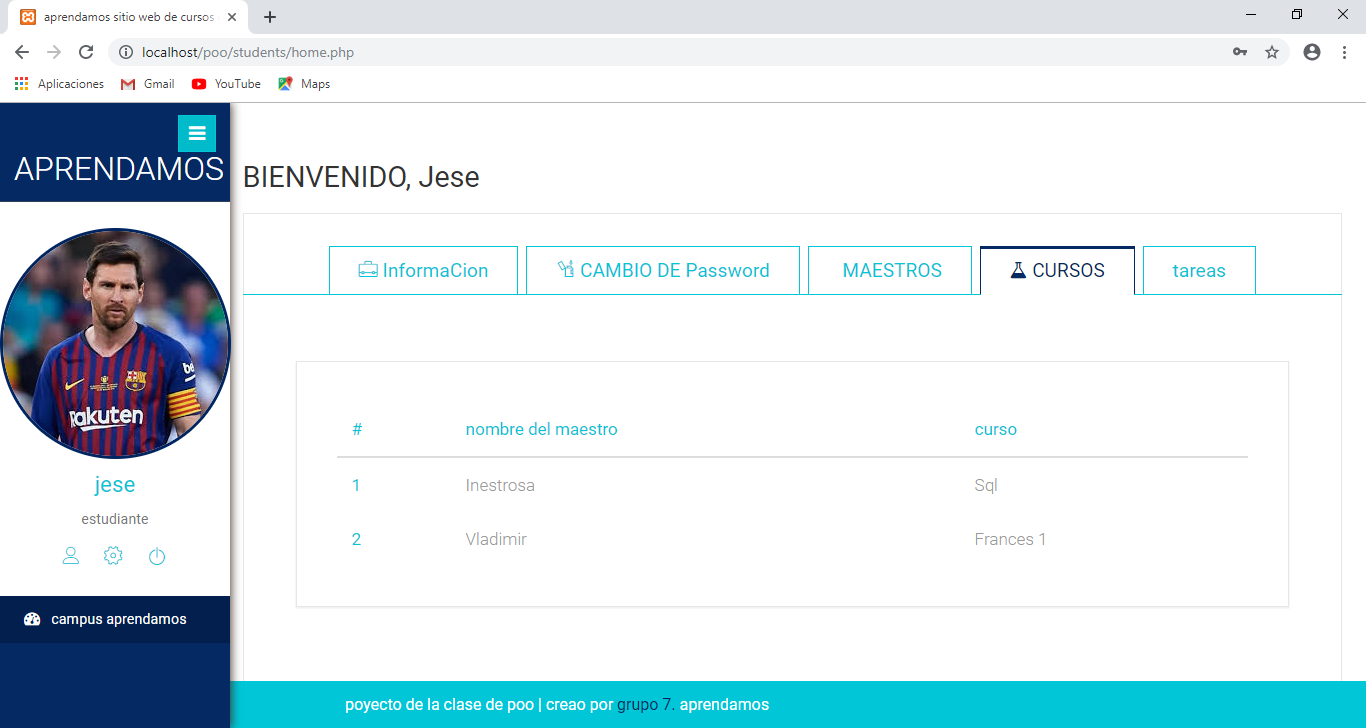 aprendamos sitio web de cursos
localhost/poo/students/home.php
Aplicaciones Gmail YouTube Maps
APRENDAMOS
BIENVENIDO, Jese
InformaCion CAMBIO DE Password MAESTROS CURSOS tareas
# nombre del maestro curso
1 Inestrosa Sql
2 Vladimir Frances 1
Rakuten
jese
estudiante
campus aprendamos
poyecto de la clase de poo | creao por grupo 7. aprendamos